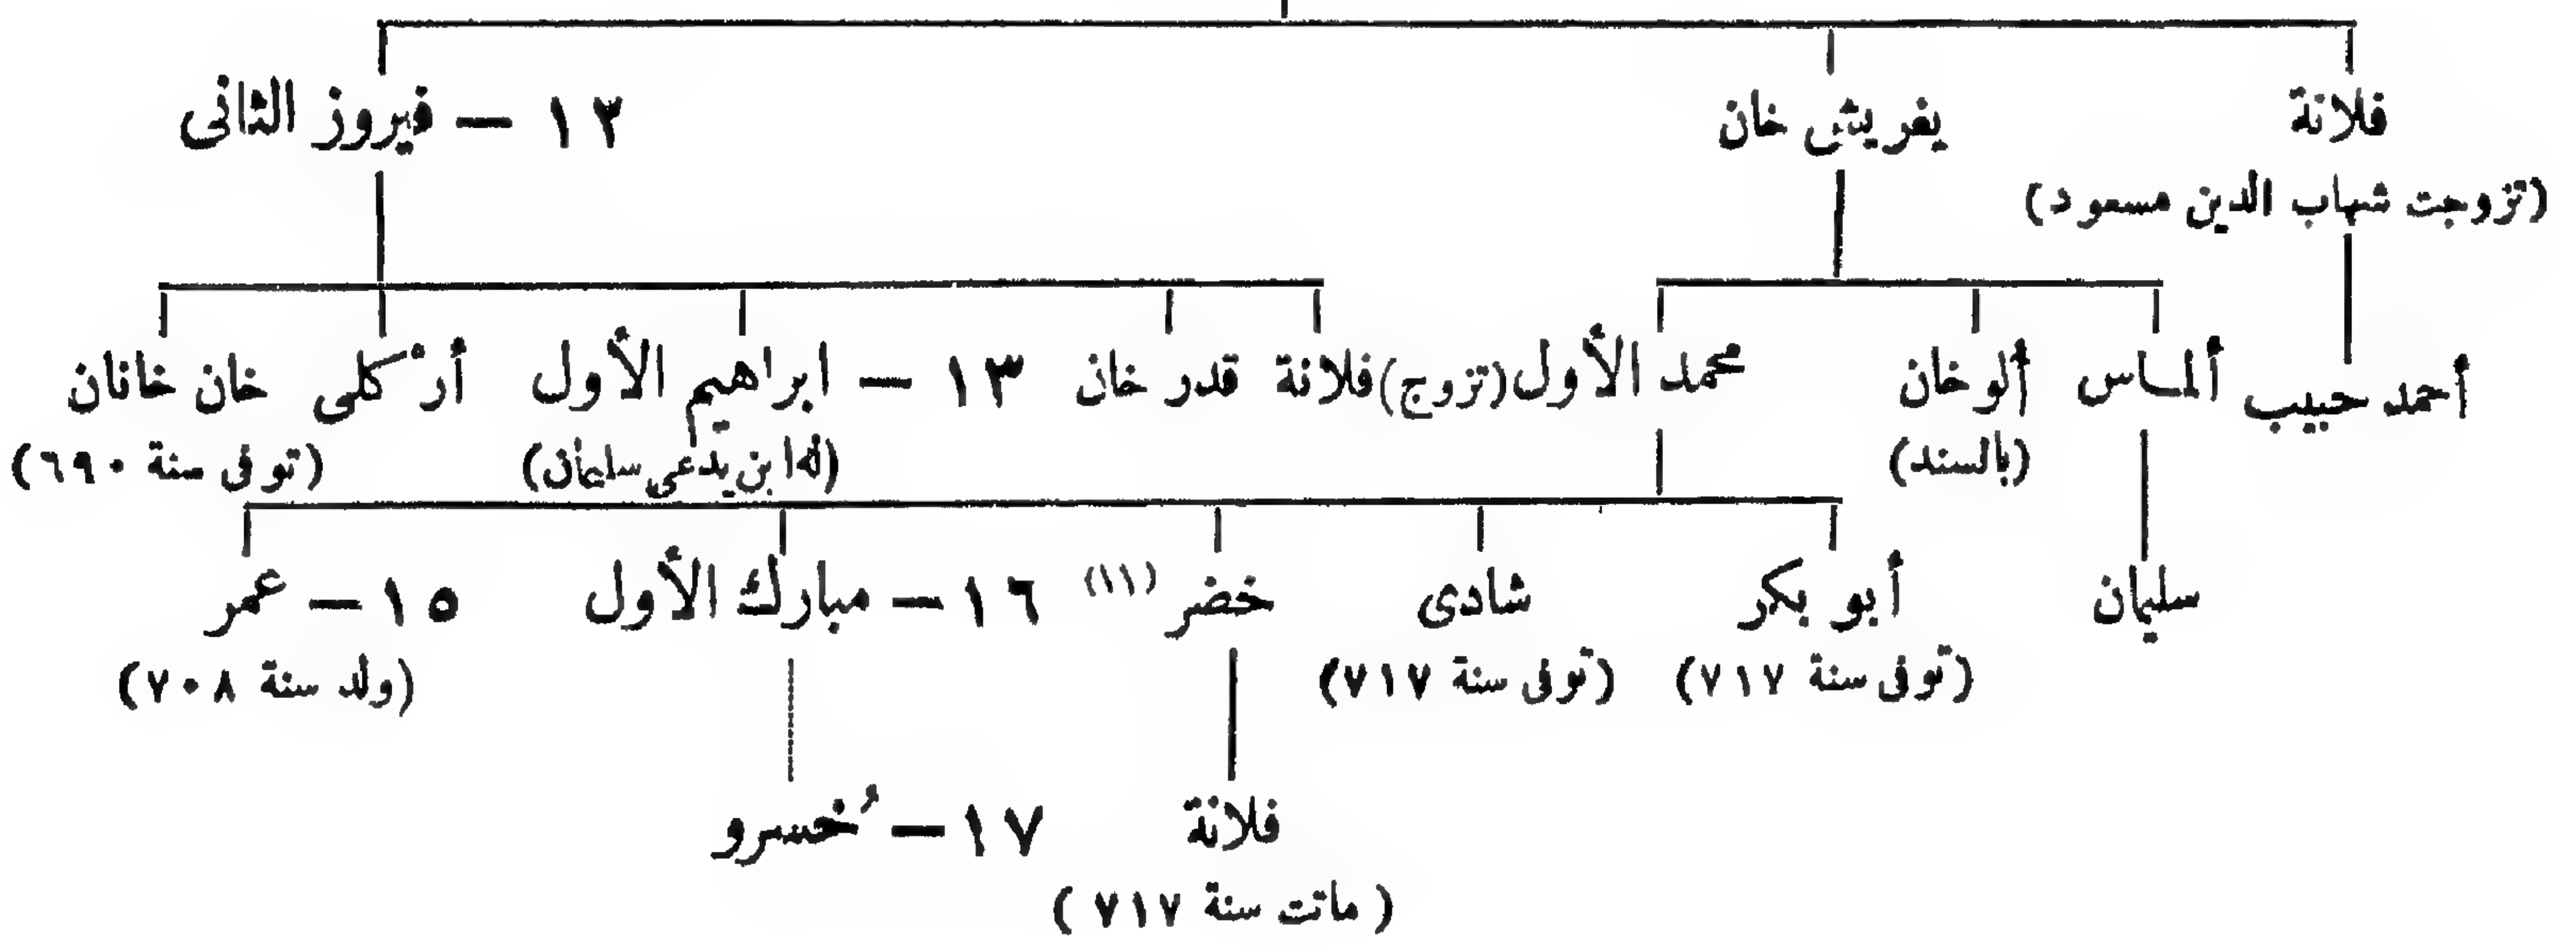 فلانة يغريش خان ١٢ — فيروز الثانى
(تزوجت شهاب الدين مسعود)
أحمد حبيب ألماس ألوخان محمد الأول (تزوج) فلانة قدر خان ١٣ — ابراهيم الأول أرْكلى خان خانان
(بالسند) (له ابن يدعى سليمان) (توفى سنة ٦٩٠)
سليمان أبو بكر شادى خضر (١١) ١٦ — مبارك الأول ١٥ — عمر
(توفى سنة ٧١٧) (توفى سنة ٧١٧) (ولد سنة ٧٠٨)
فلانة ١٧ — خُسرو
(ماتت سنة ٧١٧)